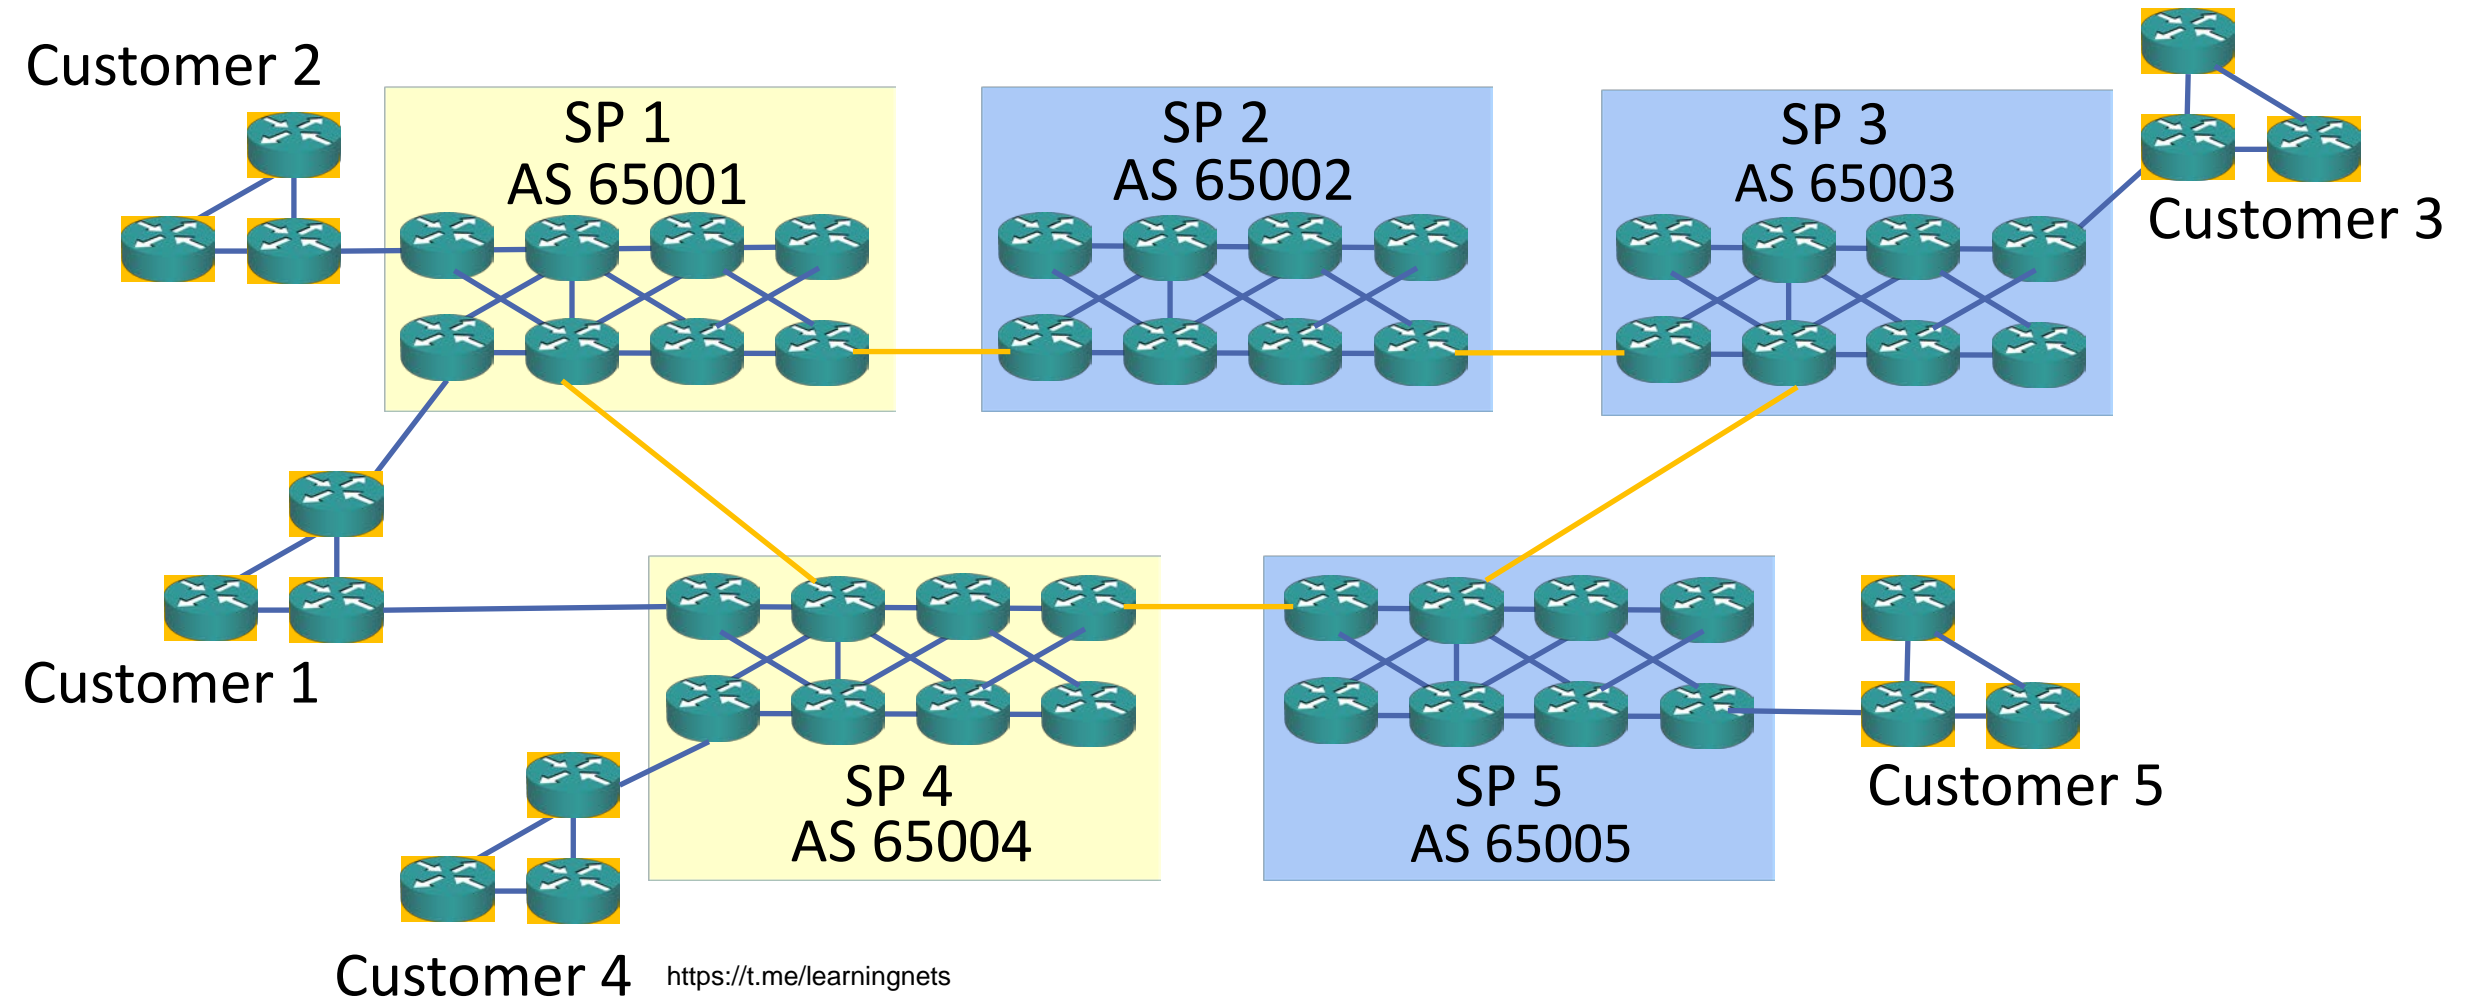 Customer 2
SP 1
AS 65001
SP 2
AS 65002
SP 3
AS 65003
Customer 3
Customer 1
SP 4
AS 65004
SP 5
AS 65005
Customer 5
Customer 4
https://t.me/learningnets